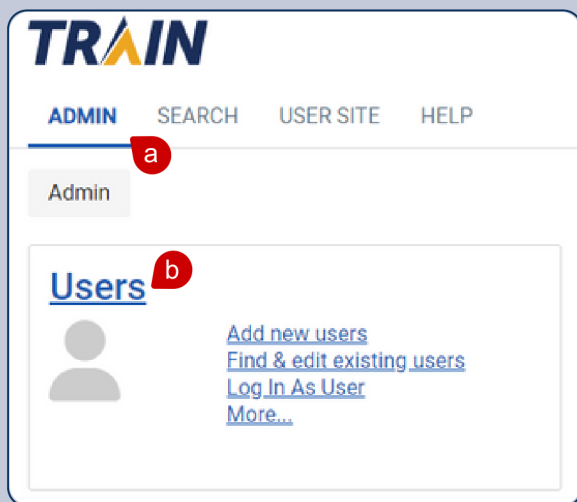 TRAIN
ADMIN SEARCH USER SITE HELP
a
Admin
Users b
Add new users
Find & edit existing users
Log In As User
More...